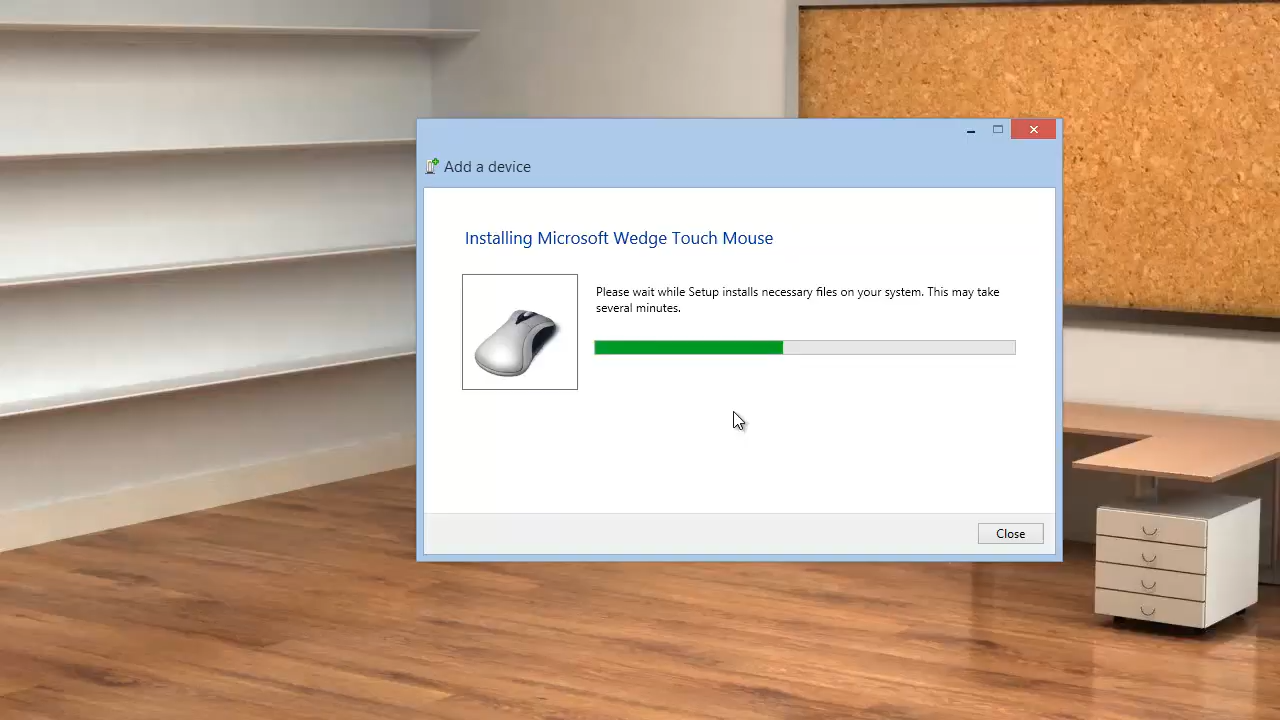 Add a device
Installing Microsoft Wedge Touch Mouse
Please wait while Setup installs necessary files on your system. This may take
several minutes.
Close